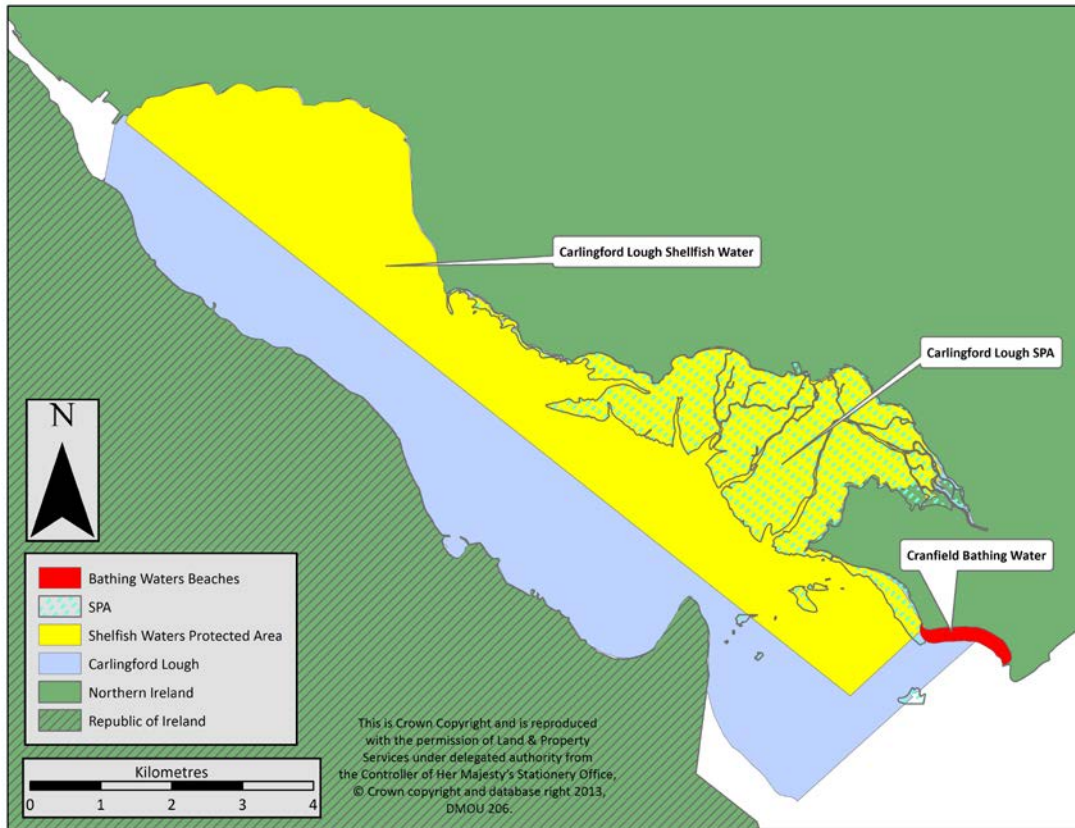 Carlingford Lough Shellfish Water
Carlingford Lough SPA
Cranfield Bathing Water
N
Bathing Waters Beaches
SPA
Shelfish Waters Protected Area
Carlingford Lough
Northern Ireland
Republic of Ireland
Kilometres
0 1 2 3 4
This is Crown Copyright and is reproduced
with the permission of Land & Property
Services under delegated authority from
the Controller of Her Majesty's Stationery Office,
© Crown copyright and database right 2013,
DMOU 206.